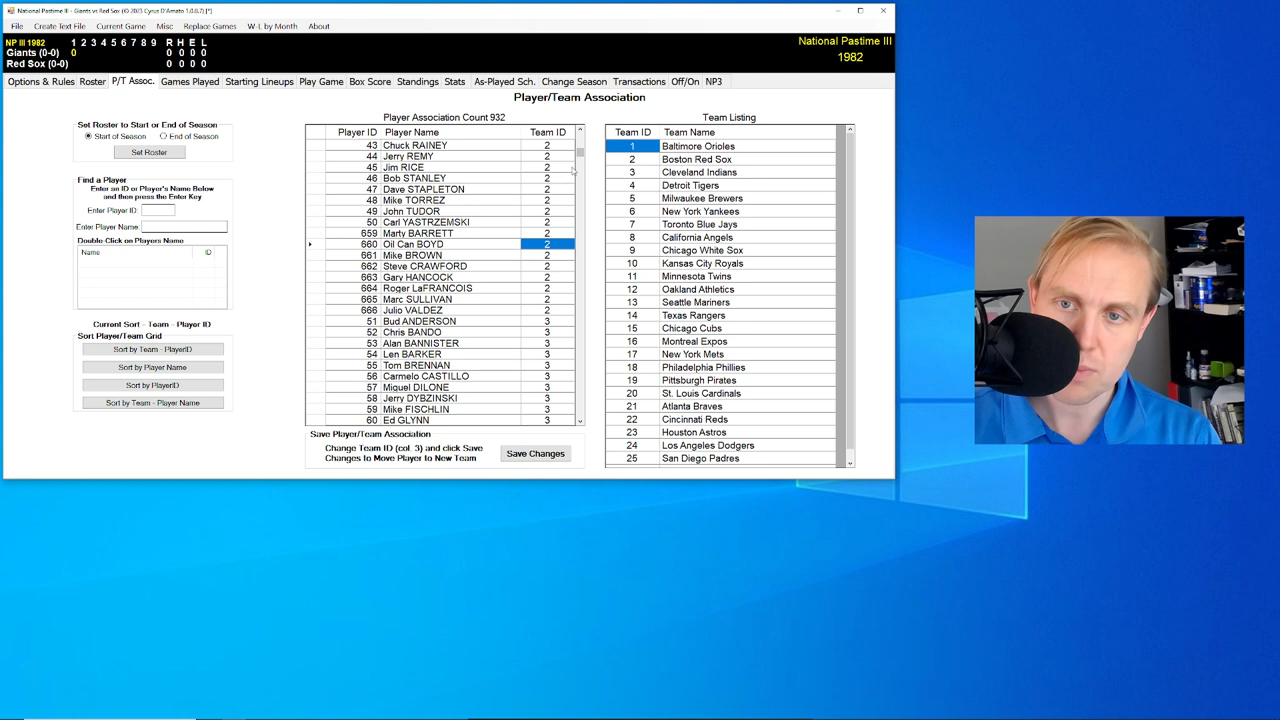 National Pastime III - Giants vs Red Sox (© 2023 Cyrus D'Amato 1.0.0.7) [*]
File Create Text File Current Game Misc Replace Games W-L by Month About
NP III 1982 1 2 3 4 5 6 7 8 9 R H E L
Giants (0-0) 0 0 0 0 0
Red Sox (0-0) 0 0 0 0
National Pastime III
1982
Options & Rules Roster P/T Assoc. Games Played Starting Lineups Play Game Box Score Standings Stats As-Played Sch. Change Season Transactions Off/On NP3
Player/Team Association
Set Roster to Start or End of Season
Start of Season End of Season
Set Roster
Find a Player
Enter an ID or Player's Name Below
and then press the Enter Key
Enter Player ID:
Enter Player Name:
Double Click on Players Name
Name ID
Current Sort - Team - Player ID
Sort Player/Team Grid
Sort by Team - PlayerID
Sort by Player Name
Sort by PlayerID
Sort by Team - Player Name
Player Association Count 932
Player ID Player Name Team ID
43 Chuck RAINEY 2
44 Jerry REMY 2
45 Jim RICE 2
46 Bob STANLEY 2
47 Dave STAPLETON 2
48 Mike TORREZ 2
49 John TUDOR 2
50 Carl YASTRZEMSKI 2
659 Marty BARRETT 2
660 Oil Can BOYD 2
661 Mike BROWN 2
662 Steve CRAWFORD 2
663 Gary HANCOCK 2
664 Roger LaFRANCOIS 2
665 Marc SULLIVAN 2
666 Julio VALDEZ 2
51 Bud ANDERSON 3
52 Chris BANDO 3
53 Alan BANNISTER 3
54 Len BARKER 3
55 Tom BRENNAN 3
56 Carmelo CASTILLO 3
57 Miguel DILONE 3
58 Jerry DYBZINSKI 3
59 Mike FISCHLIN 3
60 Ed GLYNN 3
Save Player/Team Association
Change Team ID (col. 3) and click Save
Changes to Move Player to New Team
Save Changes
Team Listing
Team ID Team Name
1 Baltimore Orioles
2 Boston Red Sox
3 Cleveland Indians
4 Detroit Tigers
5 Milwaukee Brewers
6 New York Yankees
7 Toronto Blue Jays
8 California Angels
9 Chicago White Sox
10 Kansas City Royals
11 Minnesota Twins
12 Oakland Athletics
13 Seattle Mariners
14 Texas Rangers
15 Chicago Cubs
16 Montreal Expos
17 New York Mets
18 Philadelphia Phillies
19 Pittsburgh Pirates
20 St. Louis Cardinals
21 Atlanta Braves
22 Cincinnati Reds
23 Houston Astros
24 Los Angeles Dodgers
25 San Diego Padres